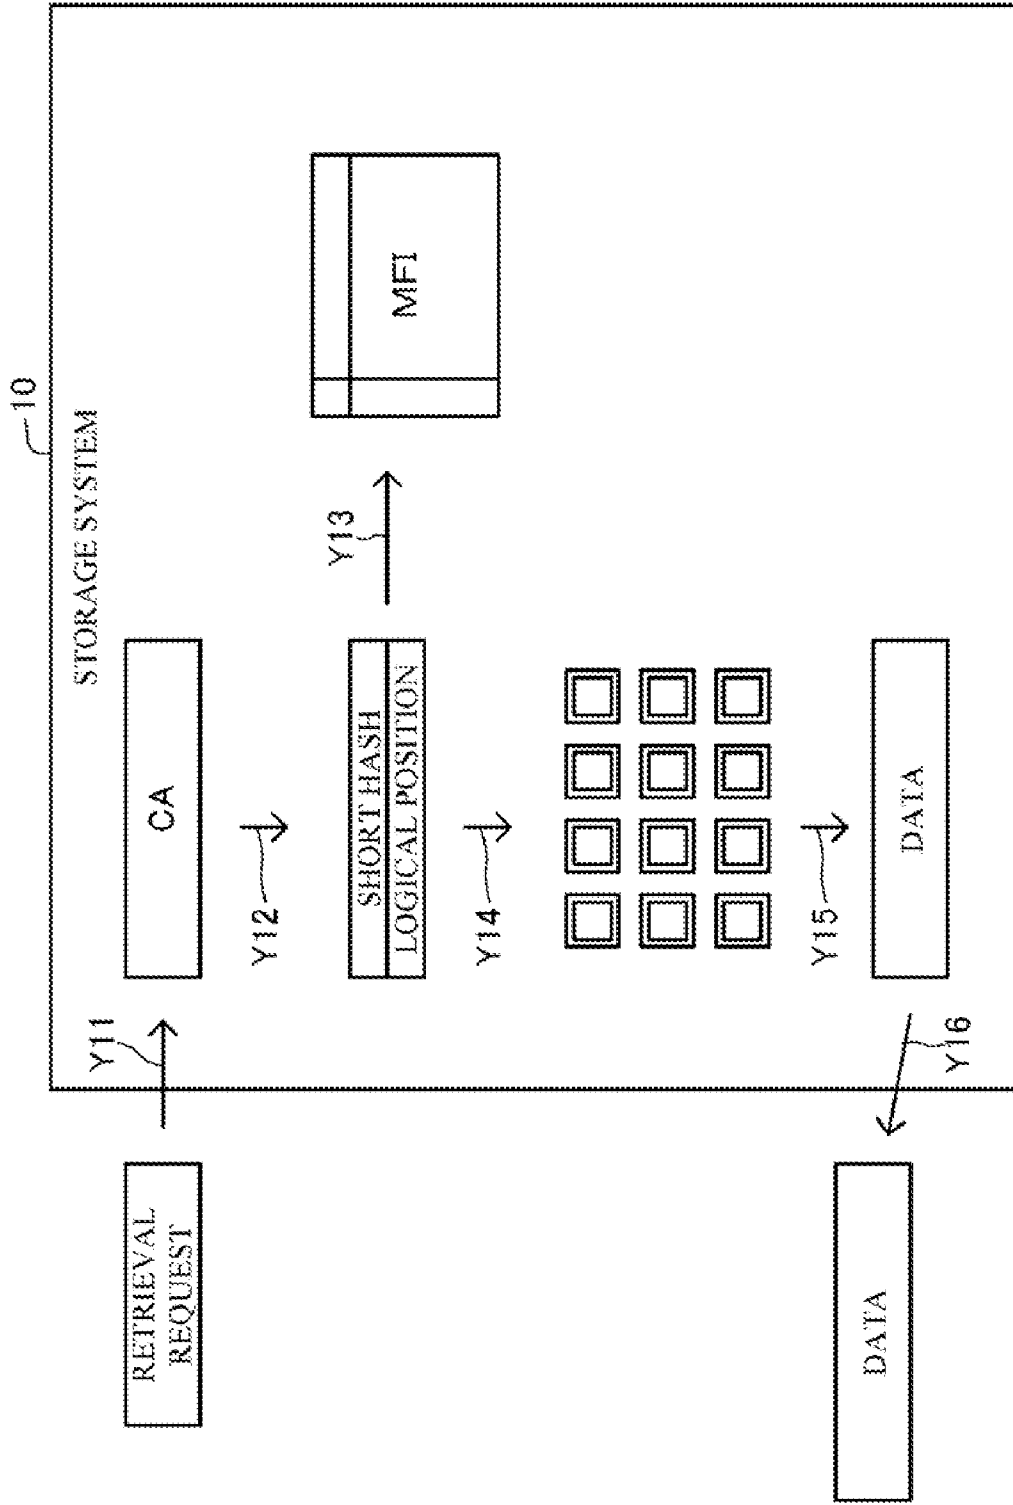 10
STORAGE SYSTEM
RETRIEVAL
REQUEST
Y11
CA
Y12
SHORT HASH
LOGICAL POSITION
Y13
MFI
Y14
Y15
DATA
Y16
DATA